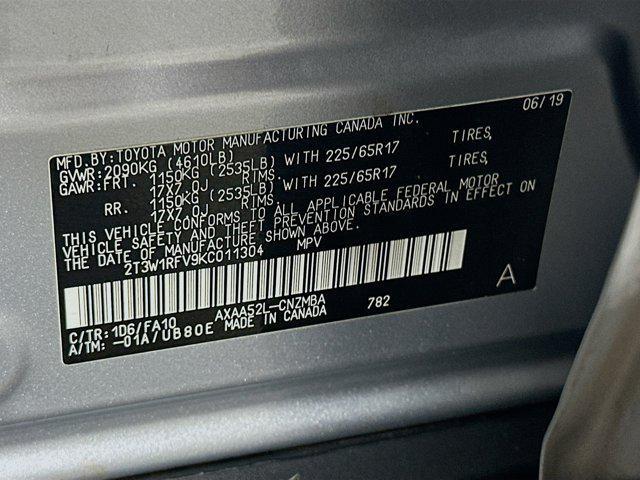 MFD.BY:TOYOTA MOTOR MANUFACTURING CANADA INC. 06/19
GVWR:2090KG (4610LB)
GAWR:FRT. 1150KG (2535LB) WITH 225/65R17 TIRES,
17X7.0J RIMS.
RR. 1150KG (2535LB) WITH 225/65R17 TIRES,
17X7.0J RIMS.
THIS VEHICLE CONFORMS TO ALL APPLICABLE FEDERAL MOTOR
VEHICLE SAFETY AND THEFT PREVENTION STANDARDS IN EFFECT ON
THE DATE OF MANUFACTURE SHOWN ABOVE.
2T3W1RFV9KC011304 MPV
A
C/TR:1D6/FA10 AXAA52L-CNZMBA 782
A/TM:-01A/UB80E MADE IN CANADA